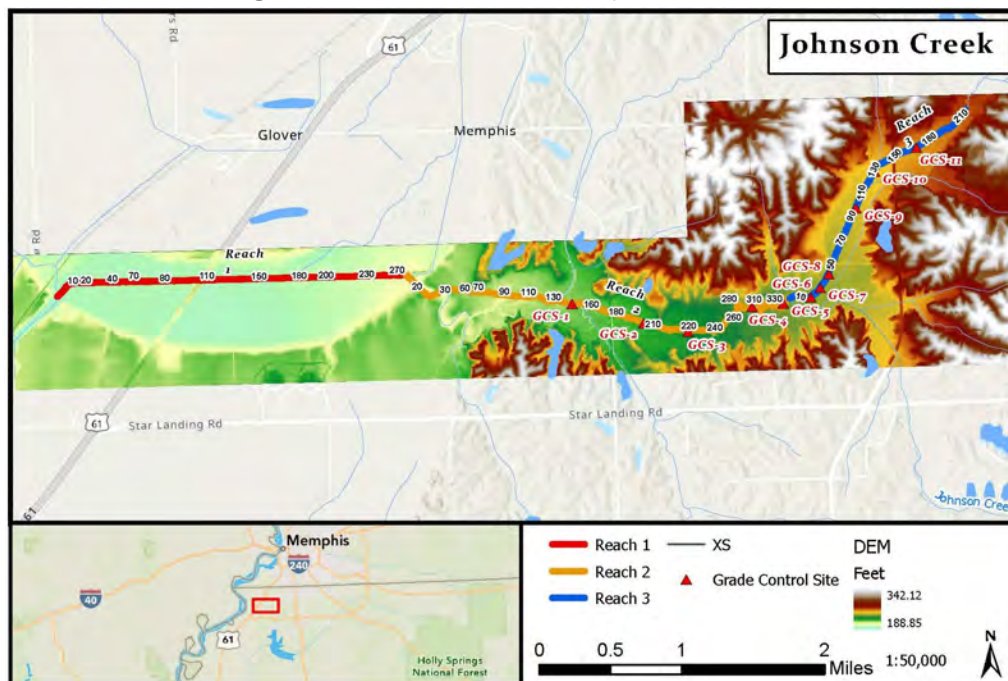 Johnson Creek
rs Rd
61
Glover
Memphis
Reach
3
210
180
150
130
GCS-11
GCS-10
110
90
GCS-9
70
Rd
Reach
1
10
20
40
70
80
110
150
180
200
230
270
20
30
60
70
90
110
130
GCS-1
160
180
Reach
2
GCS-2
210
220
GCS-3
240
260
280
310
330
GCS-4
10
GCS-5
GCS-6
GCS-7
GCS-8
50
61
Star Landing Rd
Star Landing Rd
61
Johnson Creek
Memphis
240
40
61
Holly Springs
National Forest
Reach 1
XS
DEM
Reach 2
Grade Control Site
Feet
Reach 3
342.12
188.85
0 0.5 1 2
Miles
1:50,000
N